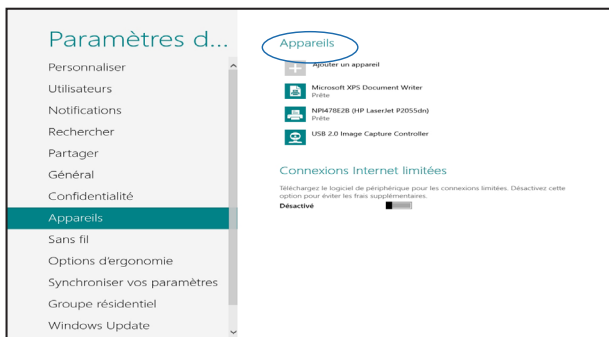 Paramètres d...
Personnaliser
Utilisateurs
Notifications
Rechercher
Partager
Général
Confidentialité
Appareils
Sans fil
Options d'ergonomie
Synchroniser vos paramètres
Groupe résidentiel
Windows Update
Appareils
Ajouter un appareil
Microsoft XPS Document Writer
Prête
NPI478E2B (HP LaserJet P2055dn)
Prête
USB 2.0 Image Capture Controller
Connexions Internet limitées
Téléchargez le logiciel de périphérique pour les connexions limitées. Désactivez cette
option pour éviter les frais supplémentaires.
Désactivé